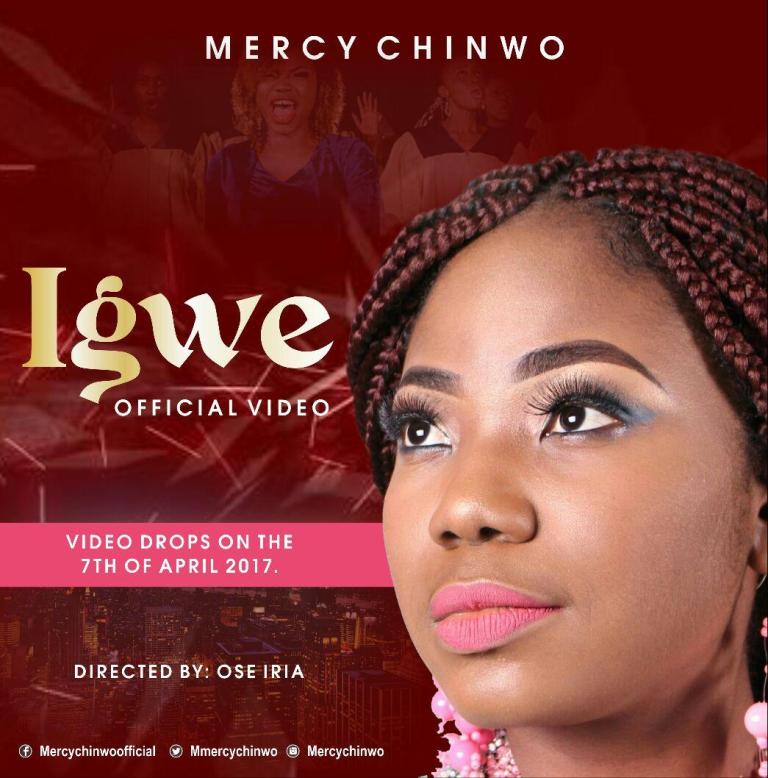 MERCY CHINWO
Igwe
OFFICIAL VIDEO
VIDEO DROPS ON THE
7TH OF APRIL 2017.
DIRECTED BY: OSE IRIA
Mercychinwoofficial Mmercychinwo Mercychinwo